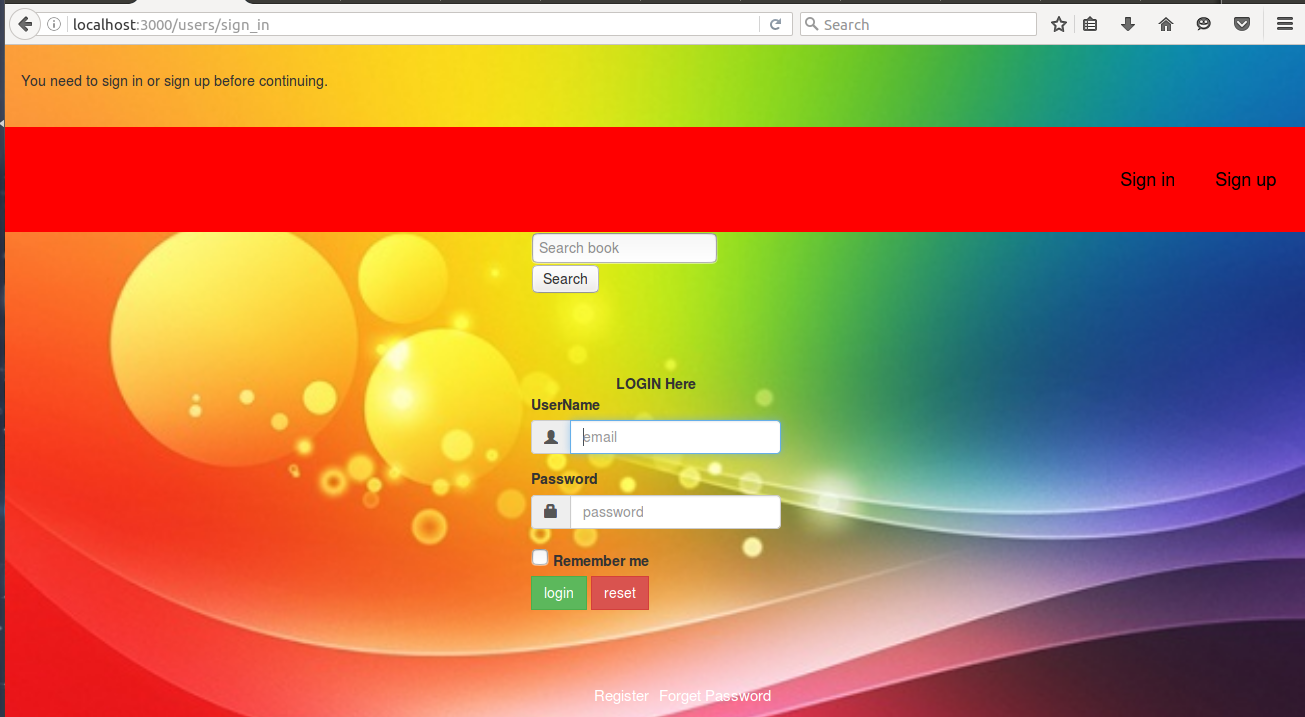 localhost:3000/users/sign_in
Search
You need to sign in or sign up before continuing.
Sign in Sign up
Search book
Search
LOGIN Here
UserName
email
Password
password
Remember me
login reset
Register Forget Password